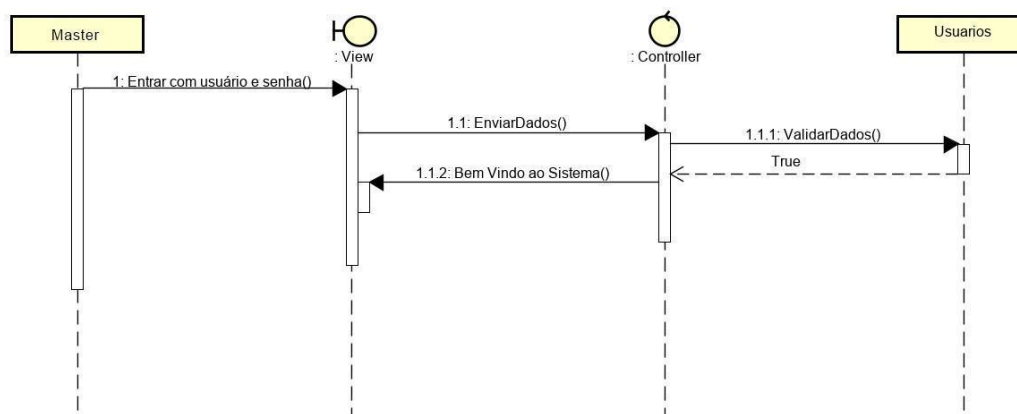 Master
: View
: Controller
Usuarios
1: Entrar com usuário e senha()
1.1: EnviarDados()
1.1.1: ValidarDados()
True
1.1.2: Bem Vindo ao Sistema()